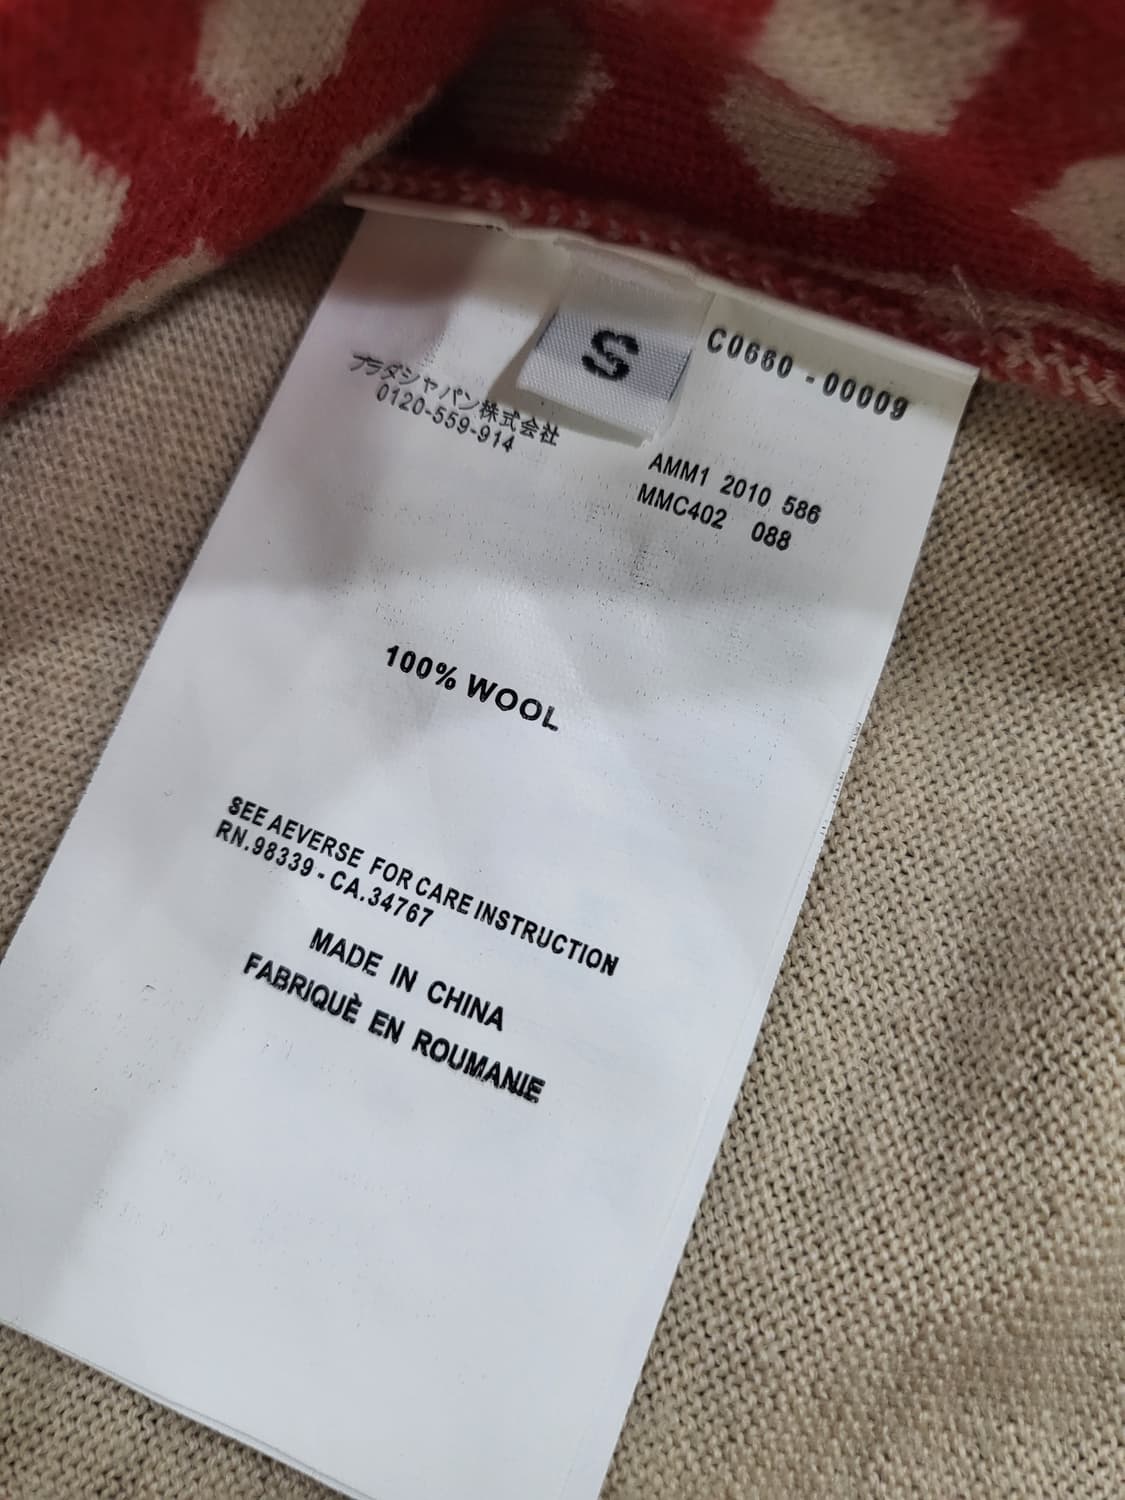 S
C0660 - 00009
プラダジャパン株式会社
0120-559-914
AMM1 2010 586
MMC402 088
100% WOOL
SEE AEVERSE FOR CARE INSTRUCTION
RN.98339 - CA.34767
MADE IN CHINA
FABRIQUÈ EN ROUMANIE